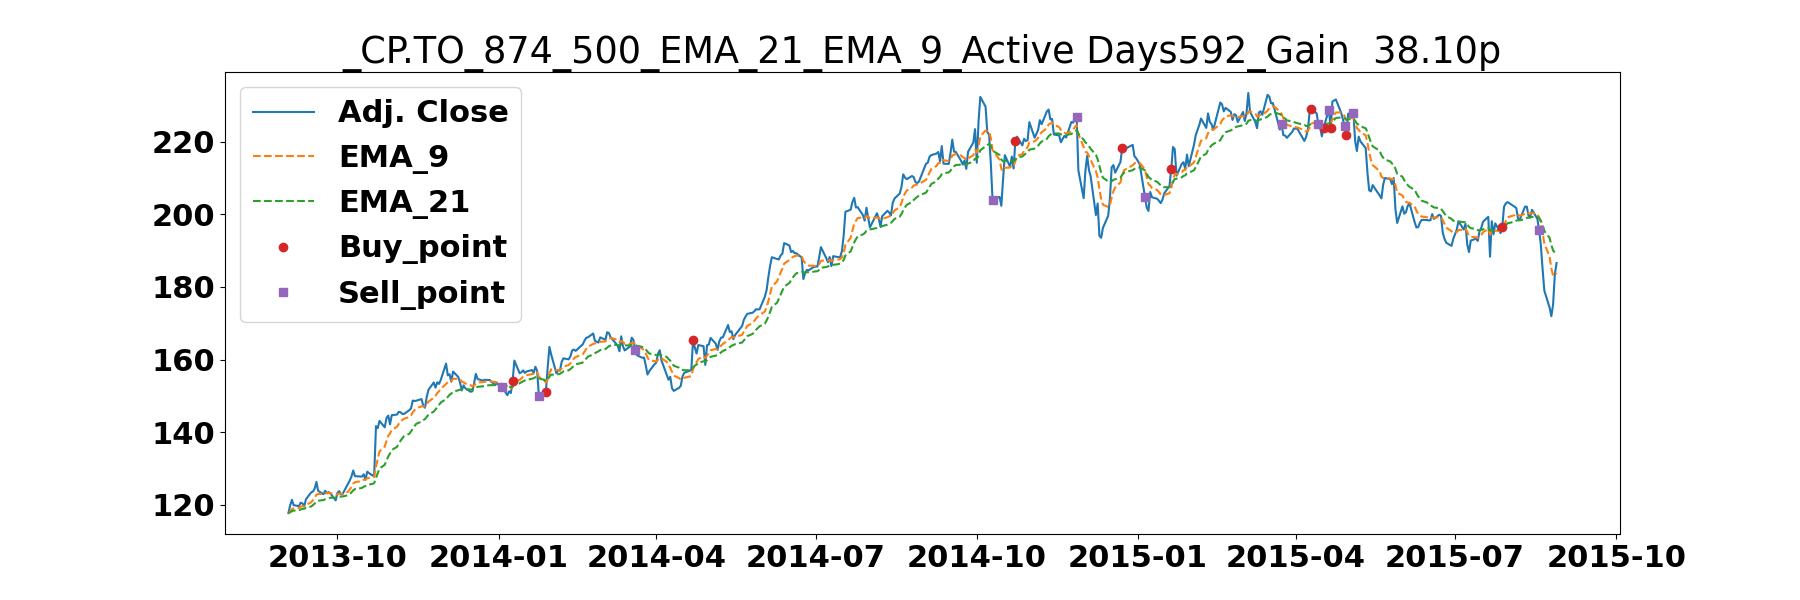 _CP.TO_874_500_EMA_21_EMA_9_Active Days592_Gain  38.10p
Adj. Close
EMA_9
EMA_21
Buy_point
Sell_point
220
200
180
160
140
120
2013-10 2014-01 2014-04 2014-07 2014-10 2015-01 2015-04 2015-07 2015-10